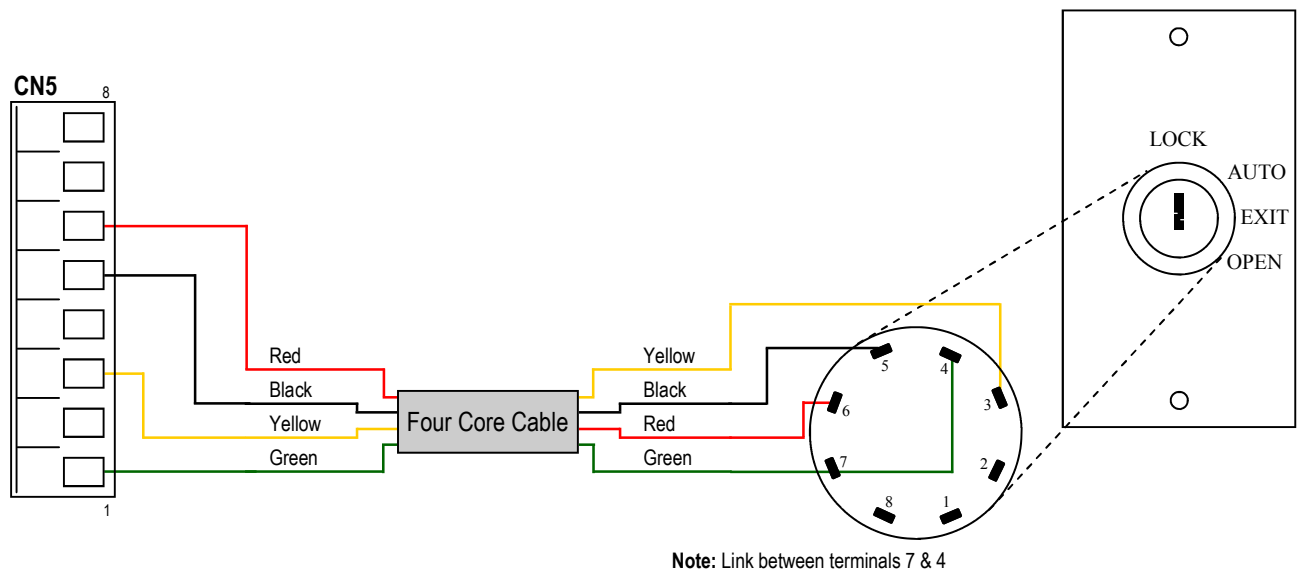 CN5
8
1
Red
Black
Yellow
Green
Four Core Cable
Yellow
Black
Red
Green
5
4
6
3
7
2
8
1
LOCK
AUTO
EXIT
OPEN
Note: Link between terminals 7 & 4